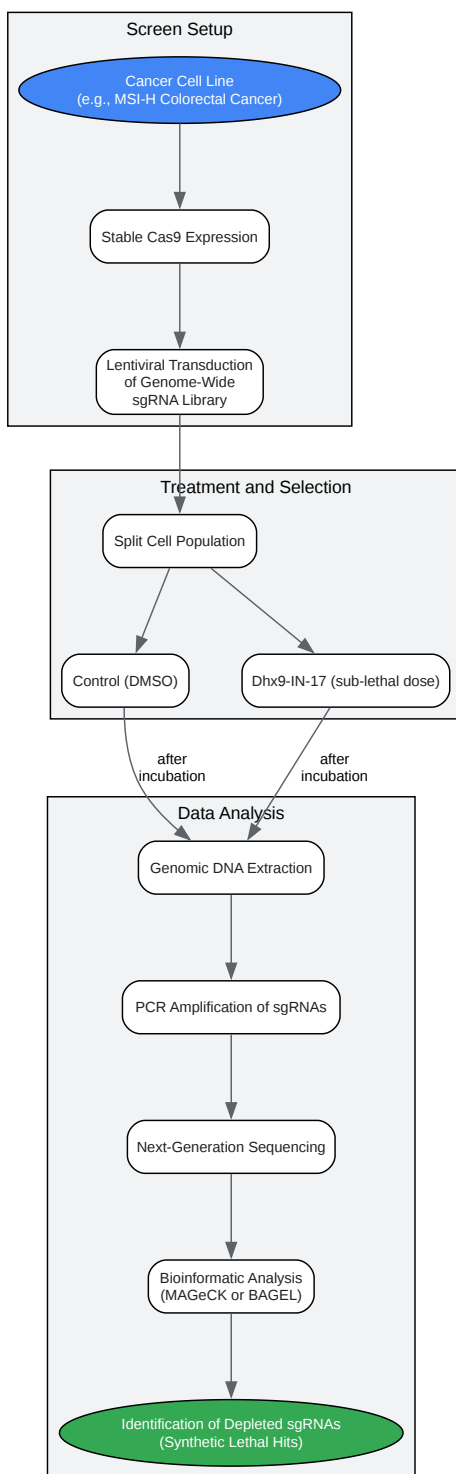 Screen Setup
Cancer Cell Line
(e.g., MSI-H Colorectal Cancer)
Stable Cas9 Expression
Lentiviral Transduction
of Genome-Wide
sgRNA Library
Treatment and Selection
Split Cell Population
Control (DMSO)
Dhx9-IN-17 (sub-lethal dose)
after
incubation
after
incubation
Data Analysis
Genomic DNA Extraction
PCR Amplification of sgRNAs
Next-Generation Sequencing
Bioinformatic Analysis
(MAGeCK or BAGEL)
Identification of Depleted sgRNAs
(Synthetic Lethal Hits)